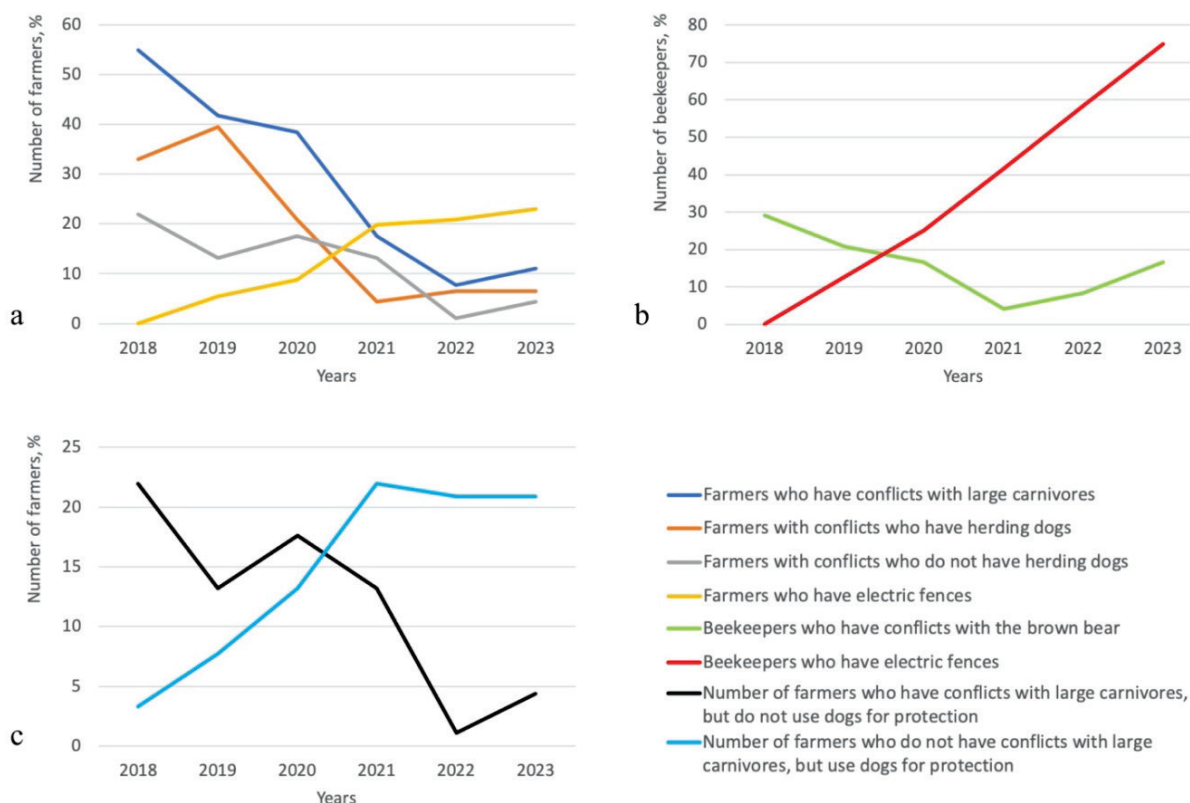 Number of farmers, %
60
50
40
30
20
10
0
2018 2019 2020 2021 2022 2023
Years
a
Number of beekeepers, %
80
70
60
50
40
30
20
10
0
2018 2019 2020 2021 2022 2023
Years
b
Number of farmers, %
25
20
15
10
5
0
2018 2019 2020 2021 2022 2023
Years
c
Farmers who have conflicts with large carnivores
Farmers with conflicts who have herding dogs
Farmers with conflicts who do not have herding dogs
Farmers who have electric fences
Beekeepers who have conflicts with the brown bear
Beekeepers who have electric fences
Number of farmers who have conflicts with large carnivores,
but do not use dogs for protection
Number of farmers who do not have conflicts with large
carnivores, but use dogs for protection